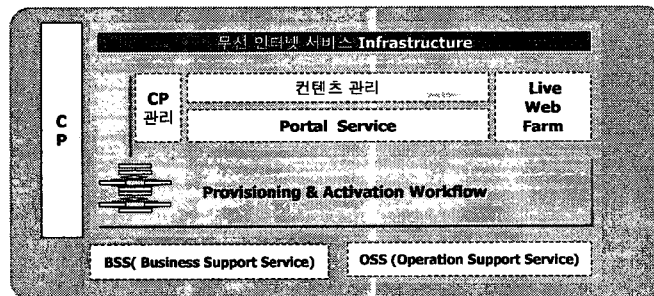 무선 인터넷 서비스 Infrastructure
C
P
CP
관리
컨텐츠 관리
Portal Service
Live
Web
Farm
Provisioning & Activation Workflow
BSS( Business Support Service)
OSS (Operation Support Service)